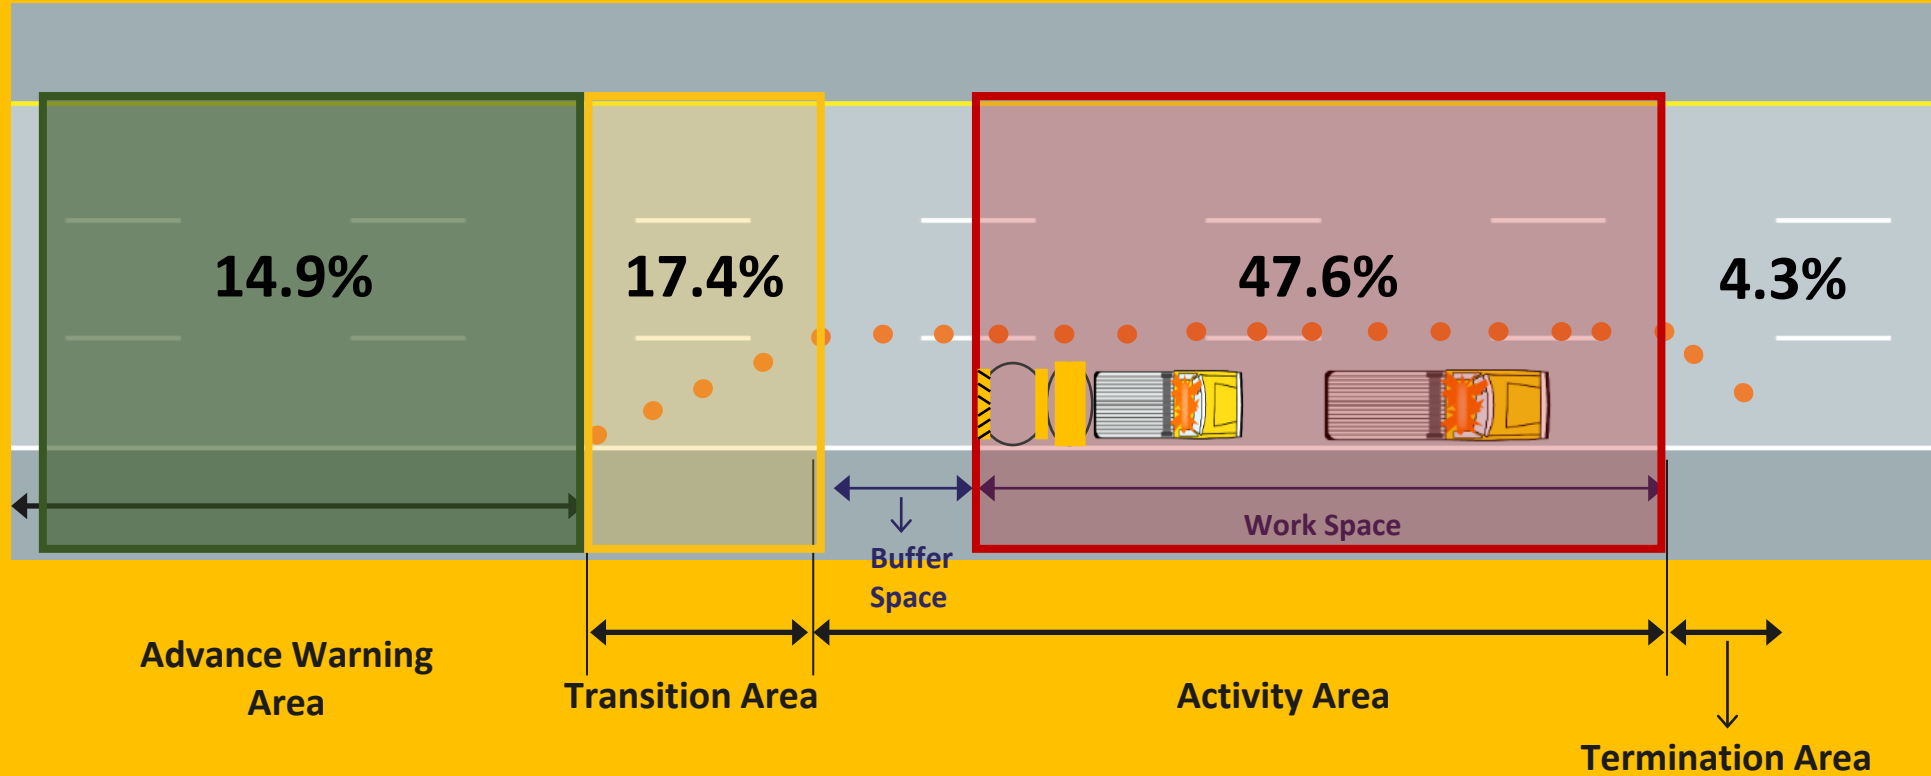 14.9%
17.4%
47.6%
4.3%
Work Space
Buffer
Space
Advance Warning
Area
Transition Area
Activity Area
Termination Area